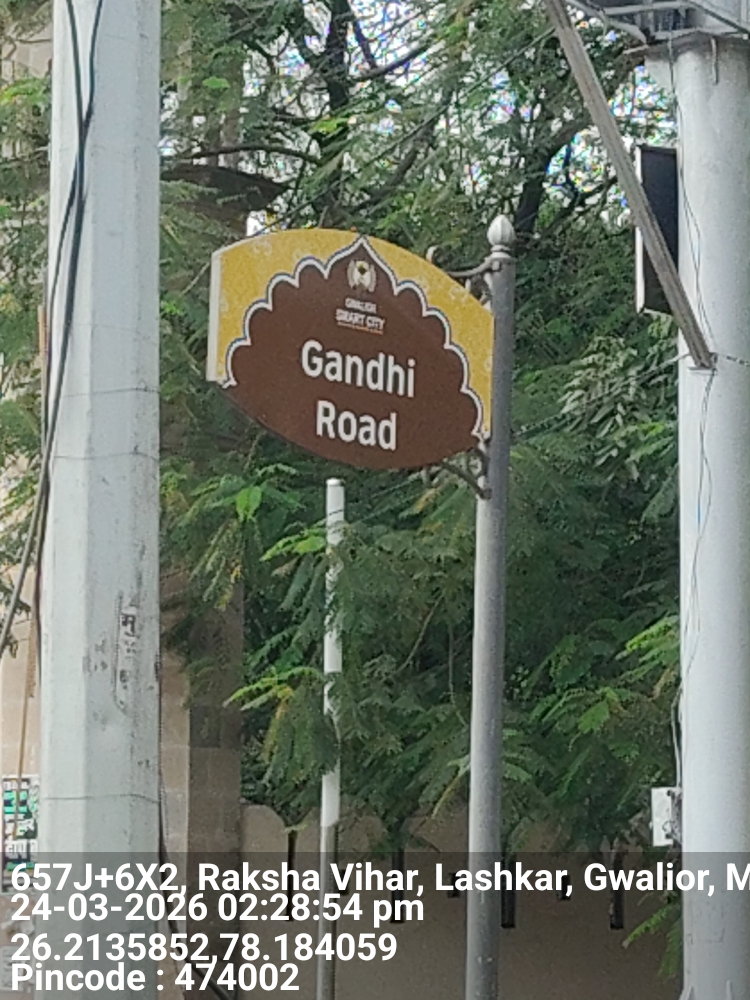 GWALIOR
SMART CITY
Gandhi
Road
657J+6X2, Raksha Vihar, Lashkar, Gwalior, M
24-03-2026 02:28:54 pm
26.2135852,78.184059
Pincode : 474002